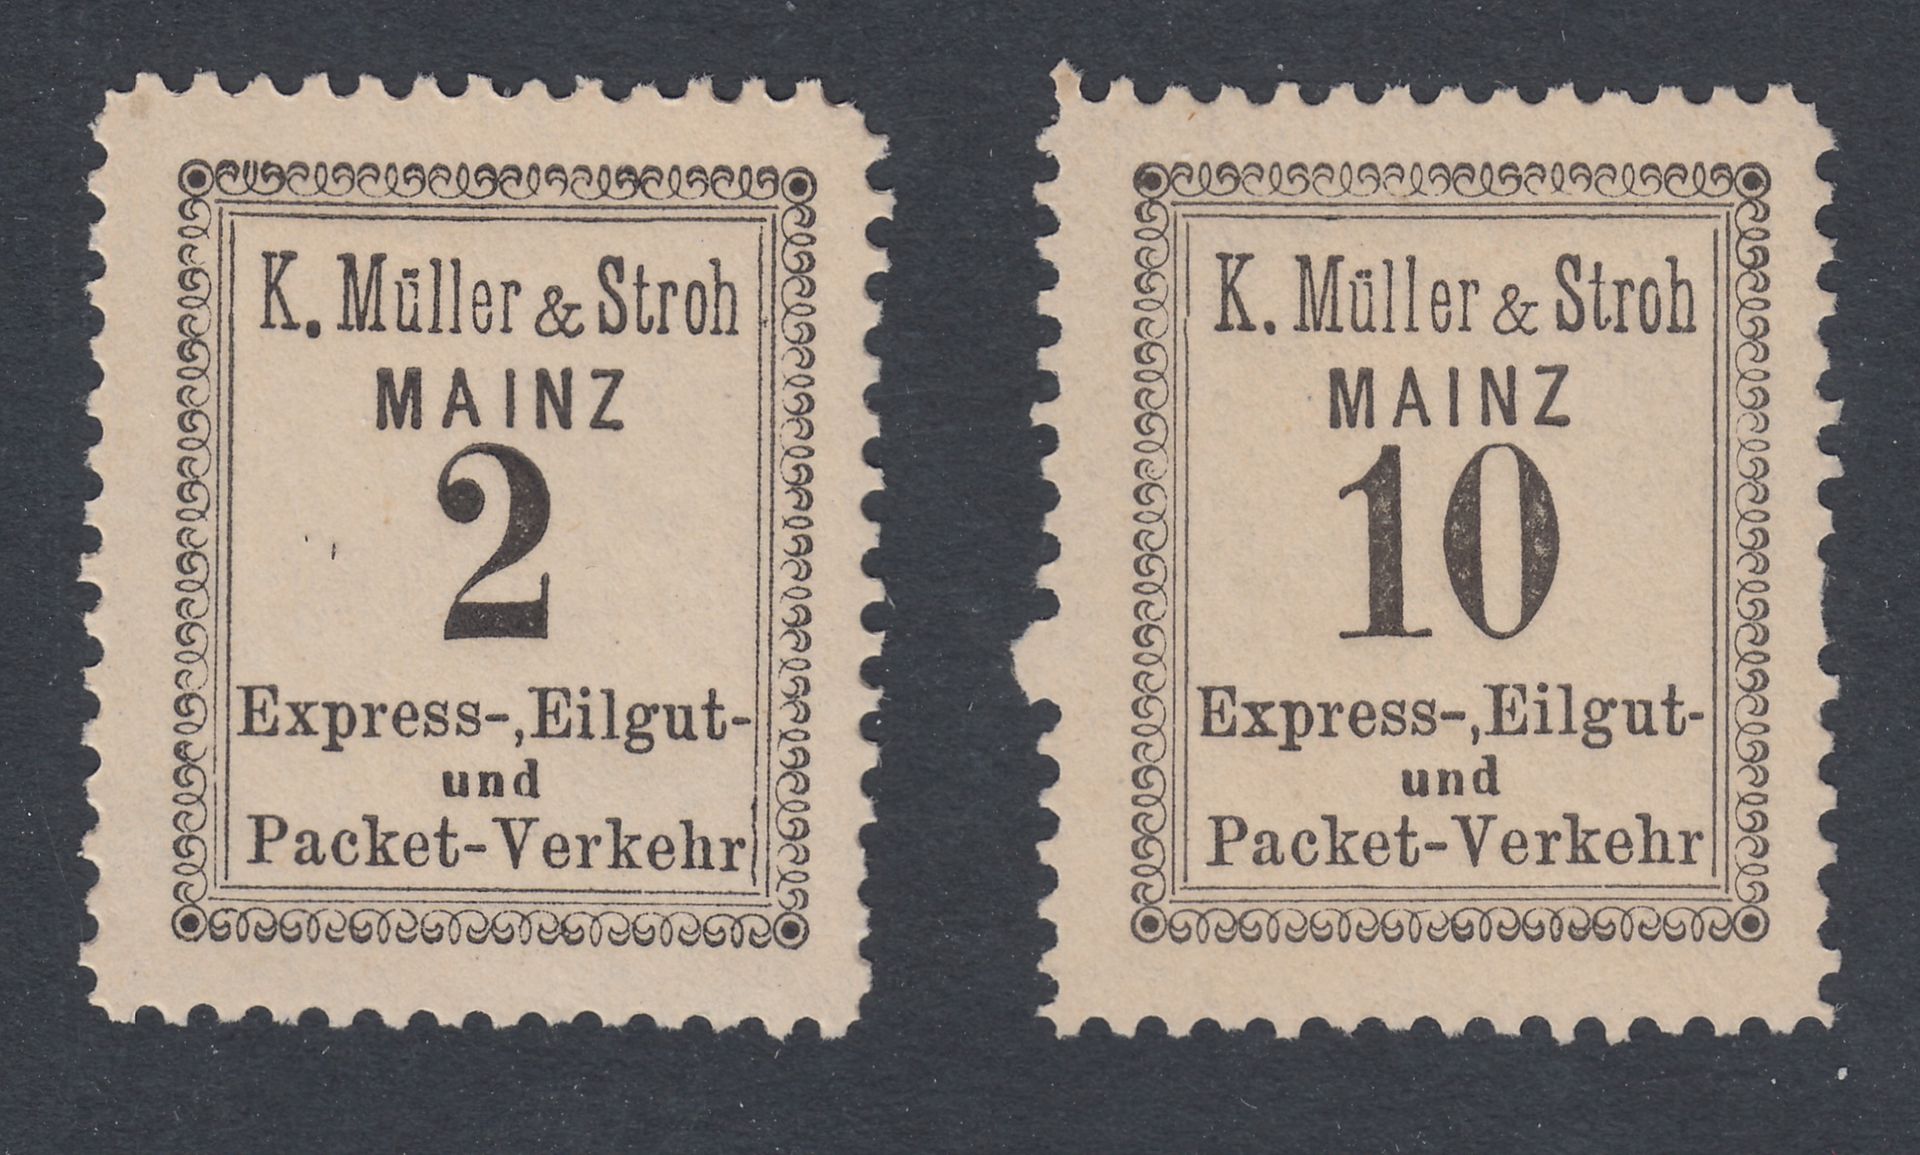 K. Müller & Stroh
MAINZ
2
Express-, Eilgut-
und
Packet-Verkehr
K. Müller & Stroh
MAINZ
10
Express-, Eilgut-
und
Packet-Verkehr